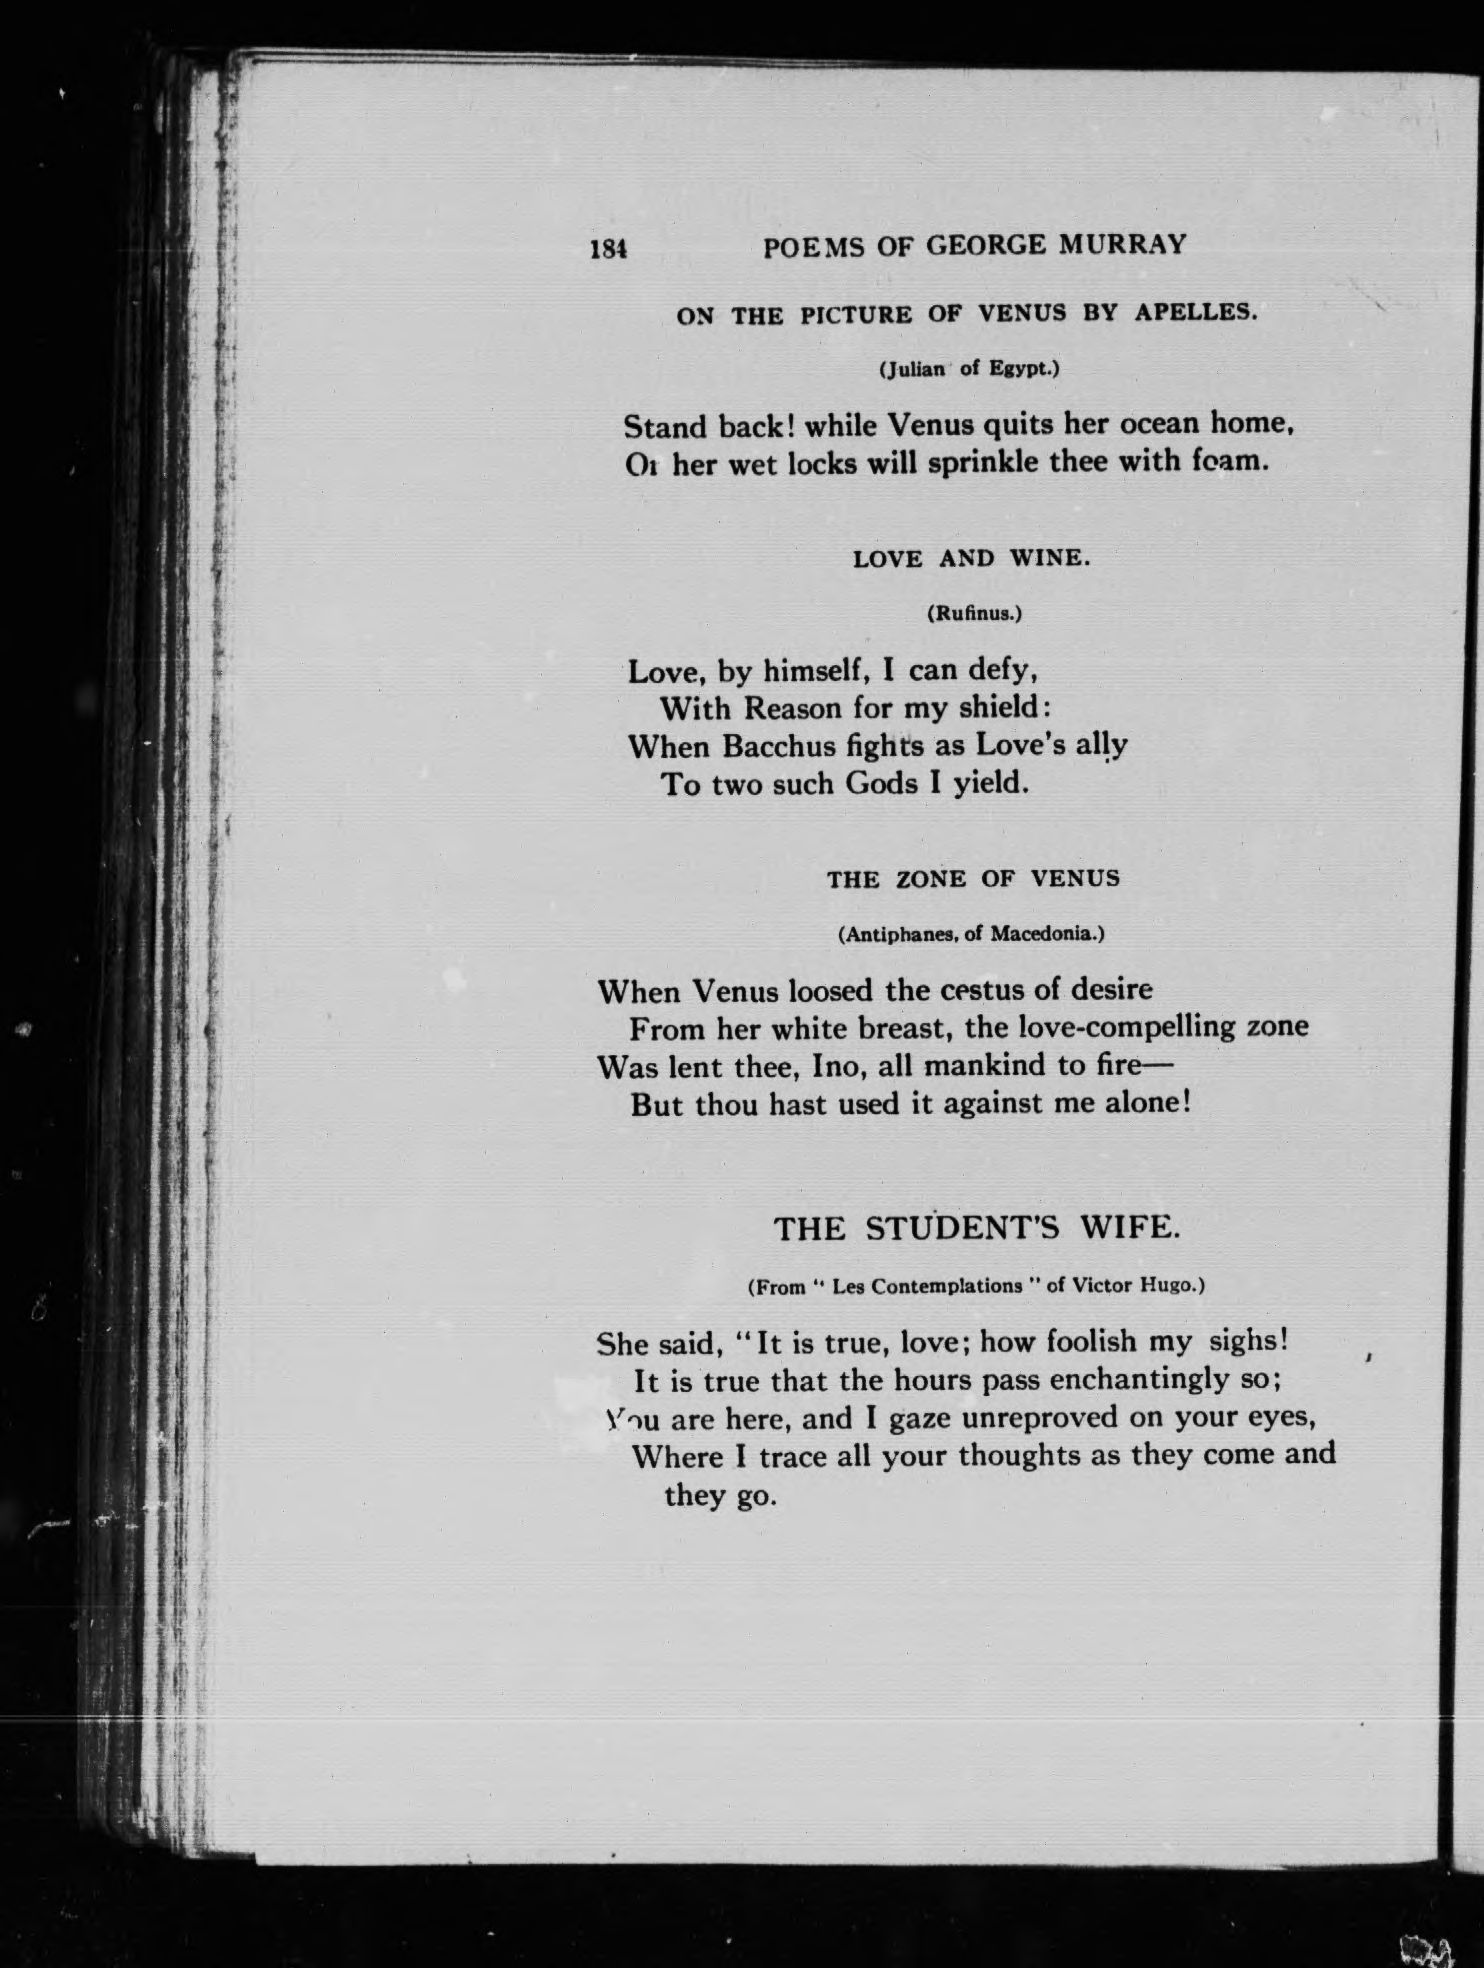 184 POEMS OF GEORGE MURRAY
ON THE PICTURE OF VENUS BY APELLES.
(Julian of Egypt.)
Stand back! while Venus quits her ocean home,
Or her wet locks will sprinkle thee with foam.
LOVE AND WINE.
(Rufinus.)
Love, by himself, I can defy,
With Reason for my shield:
When Bacchus fights as Love's ally
To two such Gods I yield.
THE ZONE OF VENUS
(Antiphanes, of Macedonia.)
When Venus loosed the cestus of desire
From her white breast, the love-compelling zone
Was lent thee, Ino, all mankind to fire—
But thou hast used it against me alone!
THE STUDENT'S WIFE.
(From "Les Contemplations" of Victor Hugo.)
She said, "It is true, love; how foolish my sighs!
It is true that the hours pass enchantingly so;
You are here, and I gaze unreproved on your eyes,
Where I trace all your thoughts as they come and
they go.